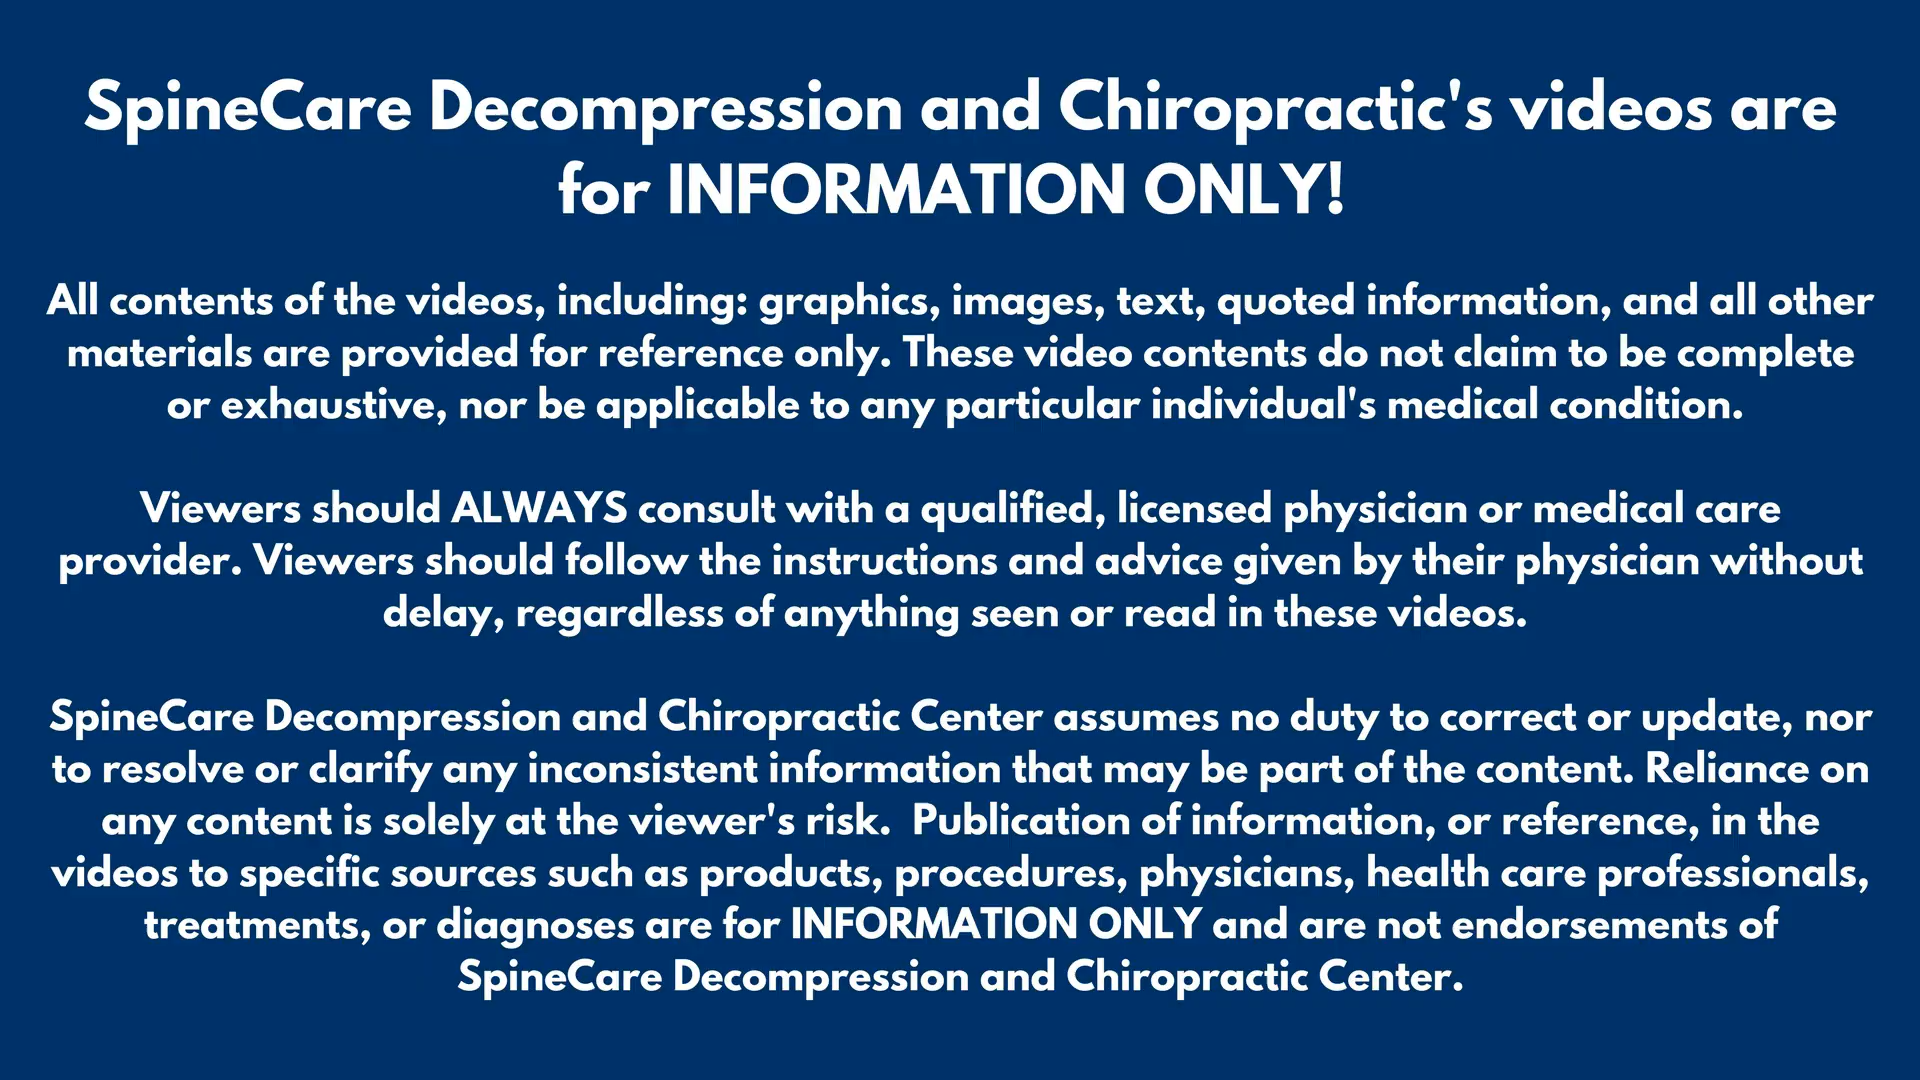 SpineCare Decompression and Chiropractic's videos are
for INFORMATION ONLY!
All contents of the videos, including: graphics, images, text, quoted information, and all other
materials are provided for reference only. These video contents do not claim to be complete
or exhaustive, nor be applicable to any particular individual's medical condition.
Viewers should ALWAYS consult with a qualified, licensed physician or medical care
provider. Viewers should follow the instructions and advice given by their physician without
delay, regardless of anything seen or read in these videos.
SpineCare Decompression and Chiropractic Center assumes no duty to correct or update, nor
to resolve or clarify any inconsistent information that may be part of the content. Reliance on
any content is solely at the viewer's risk.  Publication of information, or reference, in the
videos to specific sources such as products, procedures, physicians, health care professionals,
treatments, or diagnoses are for INFORMATION ONLY and are not endorsements of
SpineCare Decompression and Chiropractic Center.